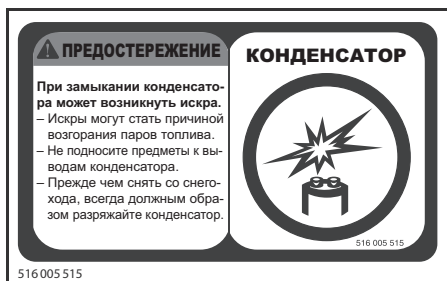 ПРЕДОСТЕРЕЖЕНИЕ
При замыкании конденсато-
ра может возникнуть искра.
– Искры могут стать причиной
возгорания паров топлива.
– Не подносите предметы к вы-
водам конденсатора.
– Прежде чем снять со снего-
хода, всегда должным обра-
зом разряжайте конденсатор.
КОНДЕНСАТОР
516 005 515
516 005 515